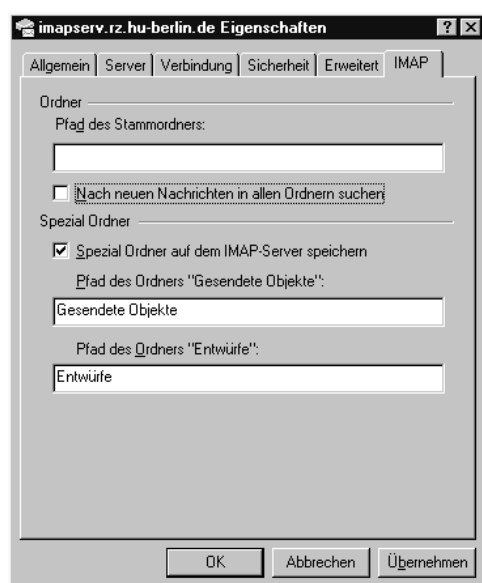 imapserv.rz.hu-berlin.de Eigenschaften
Allgemein Server Verbindung Sicherheit Erweitert IMAP
Ordner
Pfad des Stammordners:
Nach neuen Nachrichten in allen Ordnern suchen
Spezial Ordner
Spezial Ordner auf dem IMAP-Server speichern
Pfad des Ordners "Gesendete Objekte":
Gesendete Objekte
Pfad des Ordners "Entwürfe":
Entwürfe
OK Abbrechen Übernehmen